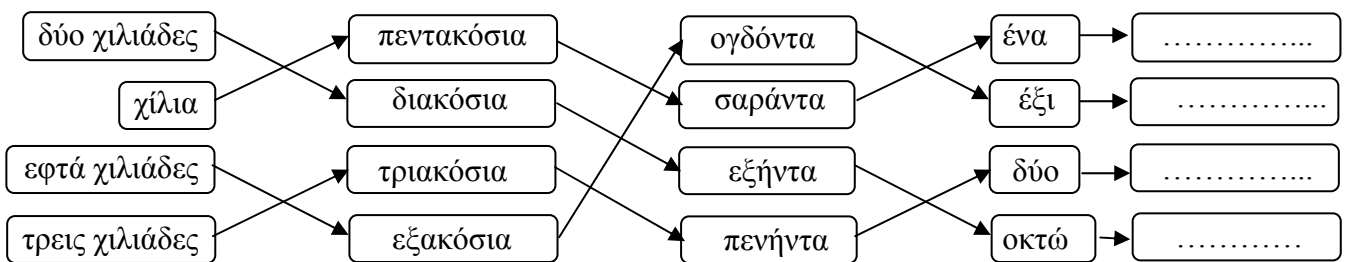 δύο χιλιάδες πεντακόσια ογδόντα ένα …………...
χίλια διακόσια σαράντα έξι …………...
εφτά χιλιάδες τριακόσια εξήντα δύο …………...
τρεις χιλιάδες εξακόσια πενήντα οκτώ …………